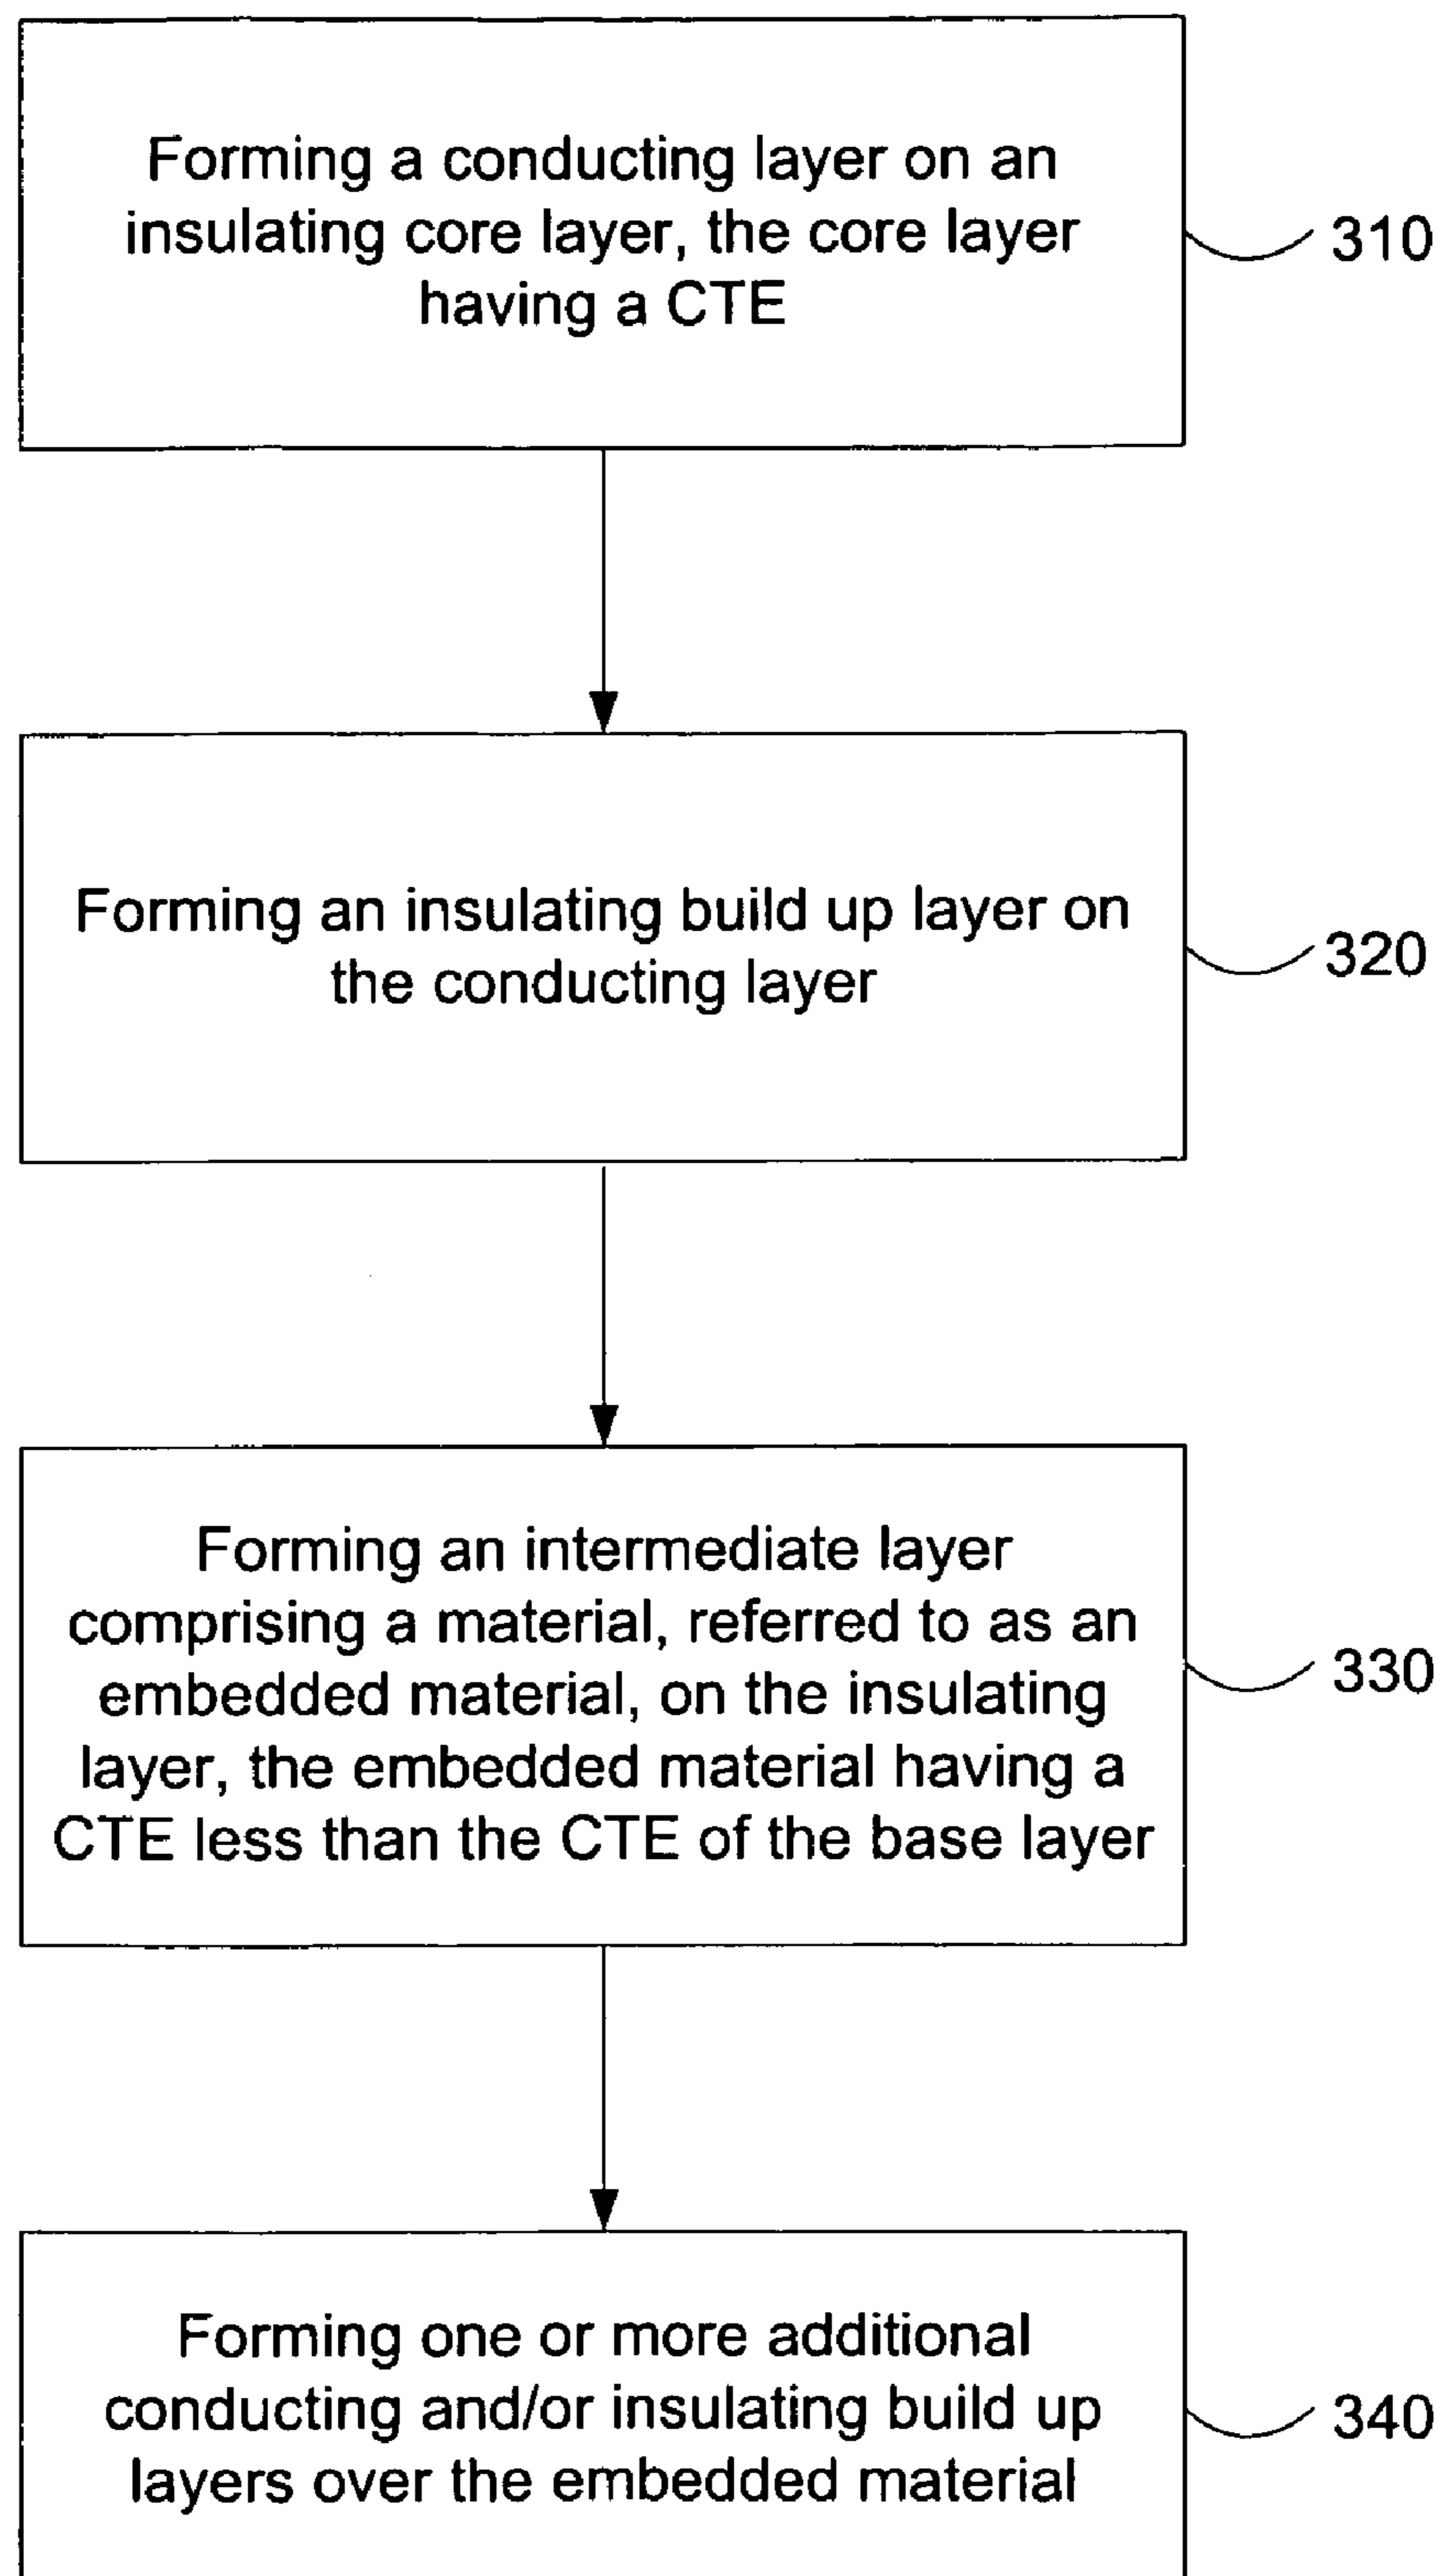 Forming a conducting layer on an
insulating core layer, the core layer
having a CTE
310
Forming an insulating build up layer on
the conducting layer
320
Forming an intermediate layer
comprising a material, referred to as an
embedded material, on the insulating
layer, the embedded material having a
CTE less than the CTE of the base layer
330
Forming one or more additional
conducting and/or insulating build up
layers over the embedded material
340